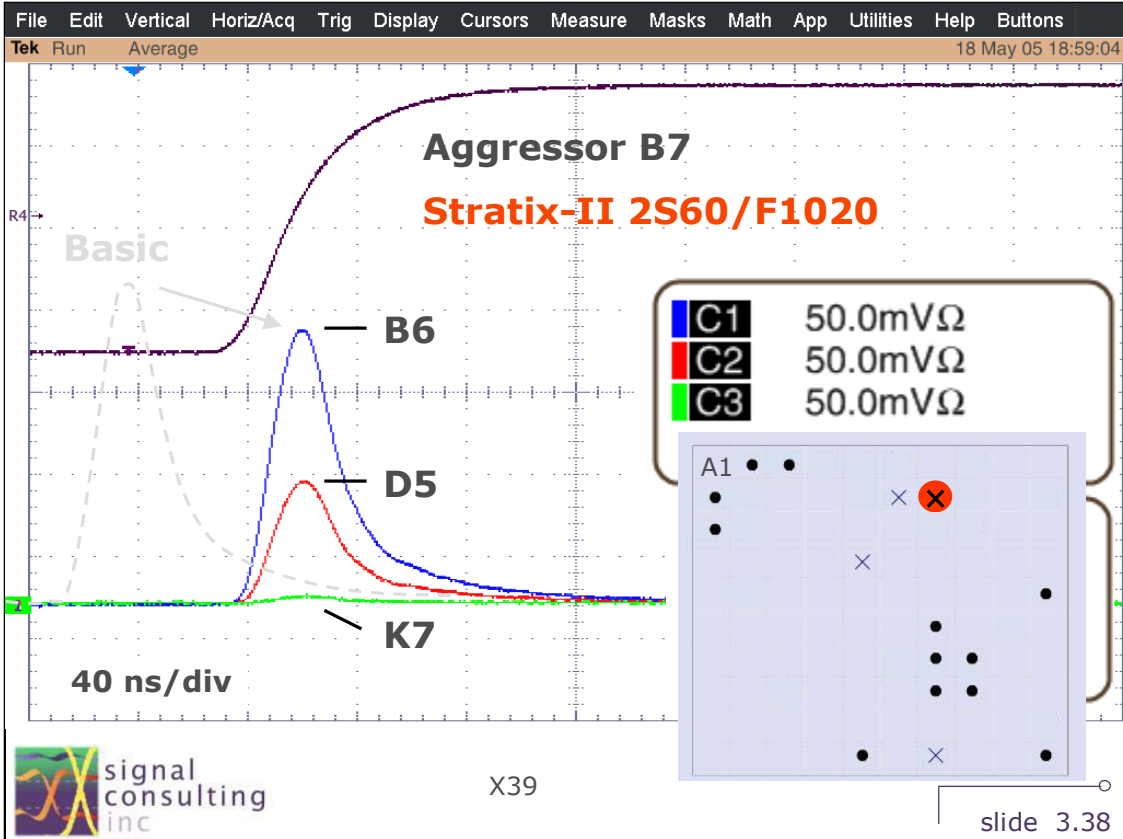 File Edit Vertical Horiz/Acq Trig Display Cursors Measure Masks Math App Utilities Help Buttons
Tek Run Average 18 May 05 18:59:04
Aggressor B7
R4
Stratix-II 2S60/F1020
Basic
B6
C1 50.0mVΩ
C2 50.0mVΩ
C3 50.0mVΩ
A1
D5
K7
40 ns/div
signal
consulting
inc
X39
slide 3.38